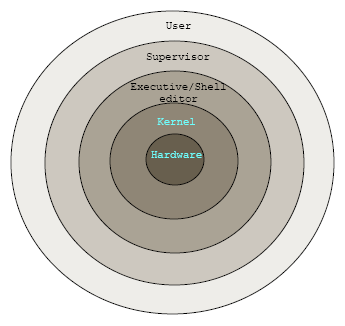 User
Supervisor
Executive/Shell
editor
Kernel
Hardware